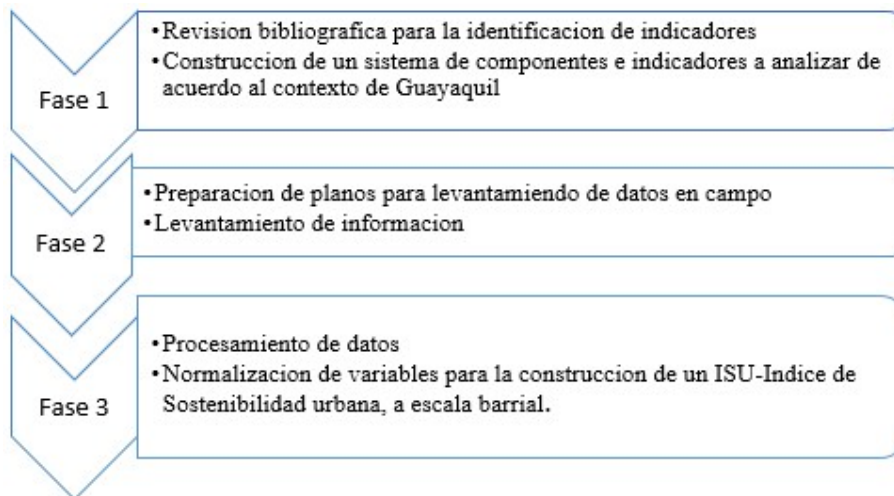 Fase 1
•Revision bibliografica para la identificacion de indicadores
•Construccion de un sistema de componentes e indicadores a analizar de
acuerdo al contexto de Guayaquil
Fase 2
•Preparacion de planos para levantamiendo de datos en campo
•Levantamiento de informacion
Fase 3
•Procesamiento de datos
•Normalizacion de variables para la construccion de un ISU-Indice de
Sostenibilidad urbana, a escala barrial.